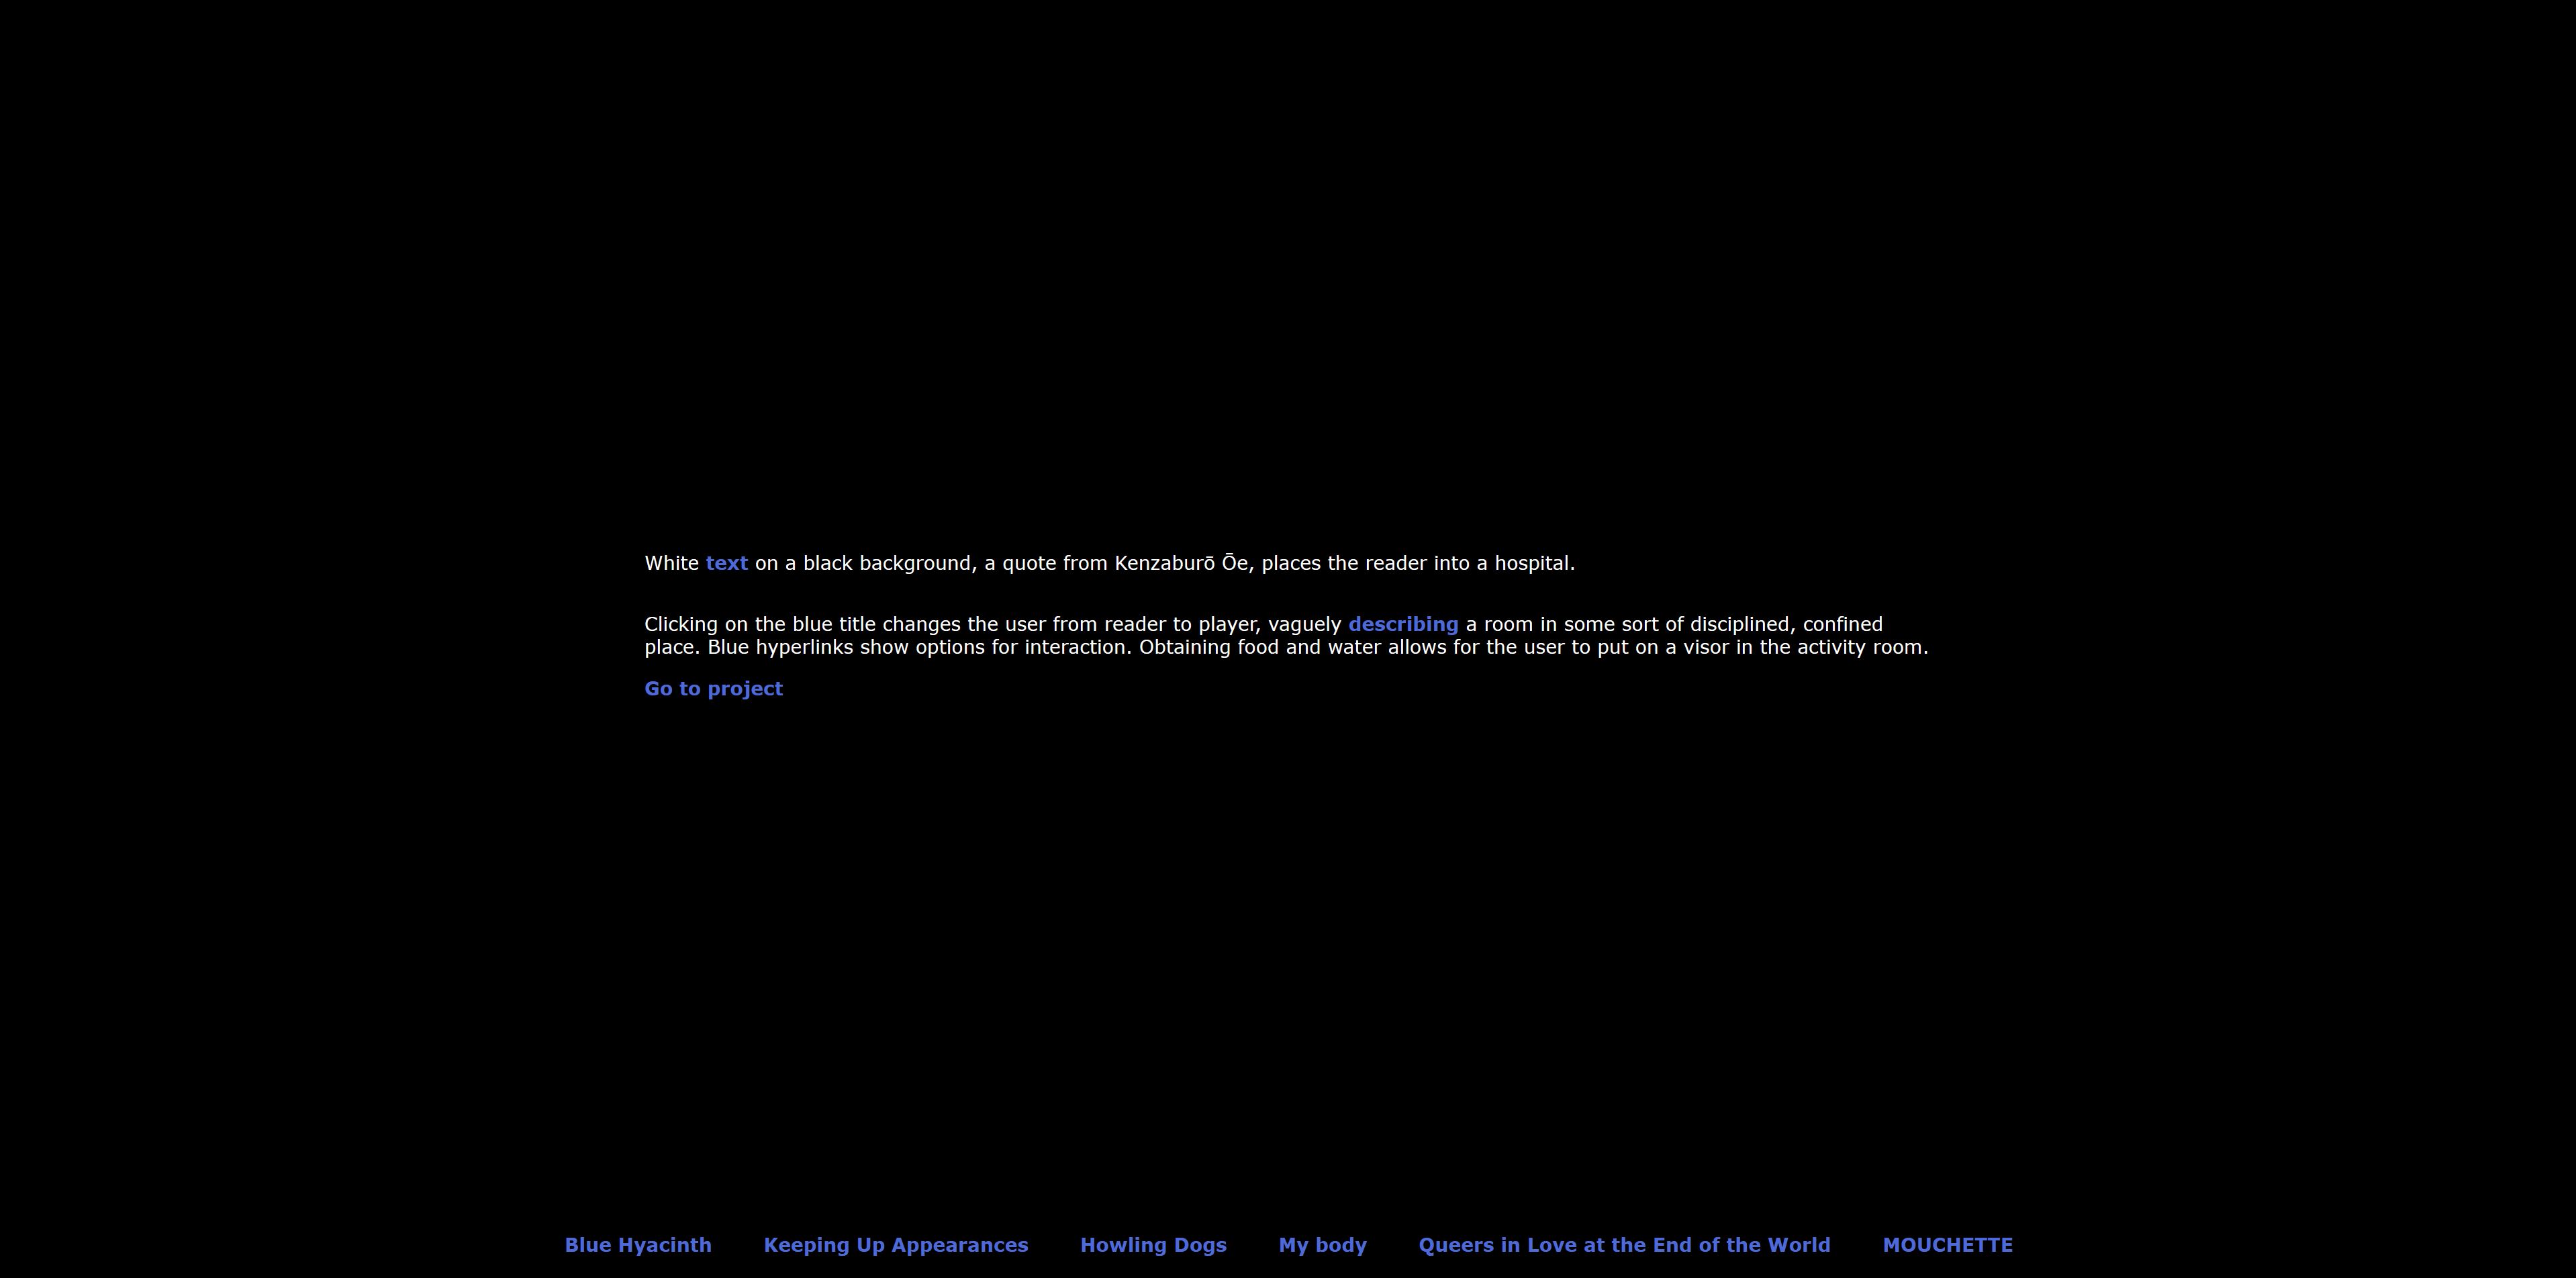 White text on a black background, a quote from Kenzaburō Ōe, places the reader into a hospital.
Clicking on the blue title changes the user from reader to player, vaguely describing a room in some sort of disciplined, confined
place. Blue hyperlinks show options for interaction. Obtaining food and water allows for the user to put on a visor in the activity room.
Go to project
Blue Hyacinth Keeping Up Appearances Howling Dogs My body Queers in Love at the End of the World MOUCHETTE